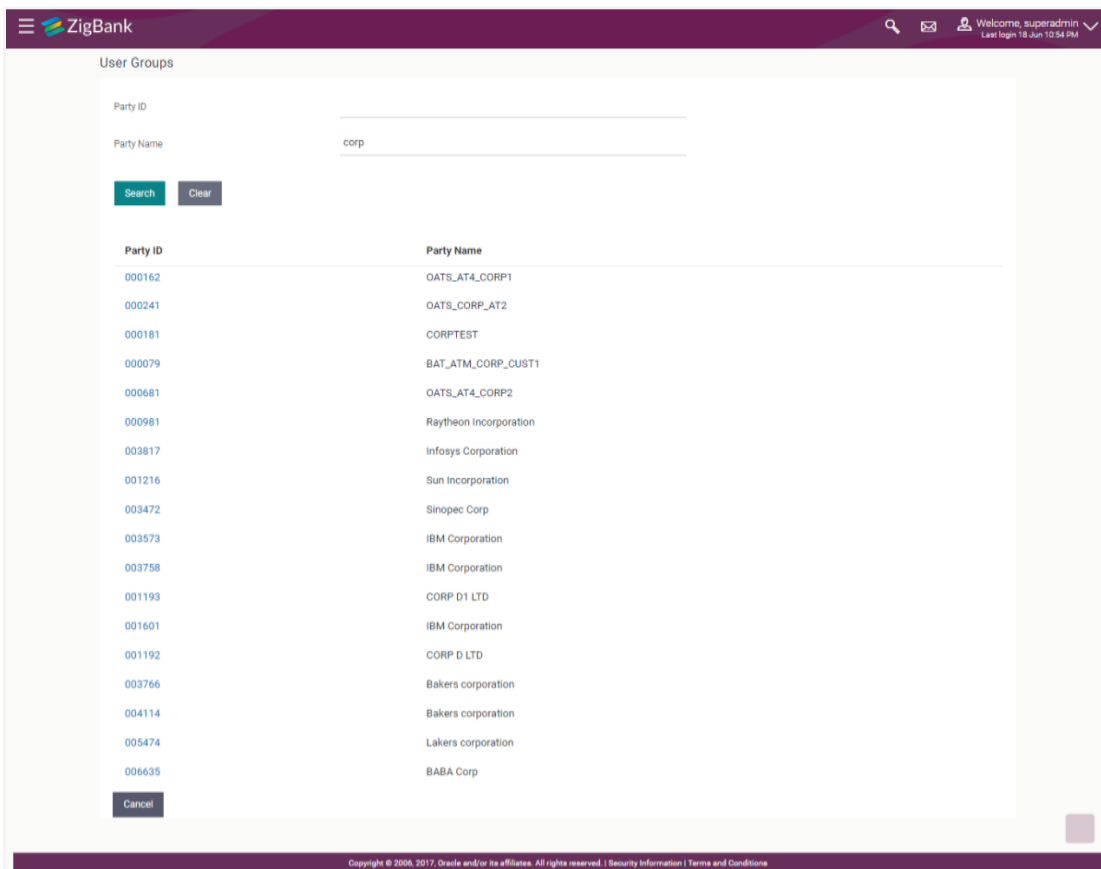 ZigBank
Welcome, superadmin
Last login 18 Jun 10:54 PM
User Groups
Party ID
Party Name corp
Search Clear
Party ID Party Name
000162 OATS_AT4_CORP1
000241 OATS_CORP_AT2
000181 CORPTEST
000079 BAT_ATM_CORP_CUST1
000681 OATS_AT4_CORP2
000981 Raytheon Incorporation
003817 Infosys Corporation
001216 Sun Incorporation
003472 Sinopec Corp
003573 IBM Corporation
003758 IBM Corporation
001193 CORP D1 LTD
001601 IBM Corporation
001192 CORP D LTD
003766 Bakers corporation
004114 Bakers corporation
005474 Lakers corporation
006635 BABA Corp
Cancel
Copyright © 2006, 2017, Oracle and/or its affiliates. All rights reserved. | Security Information | Terms and Conditions